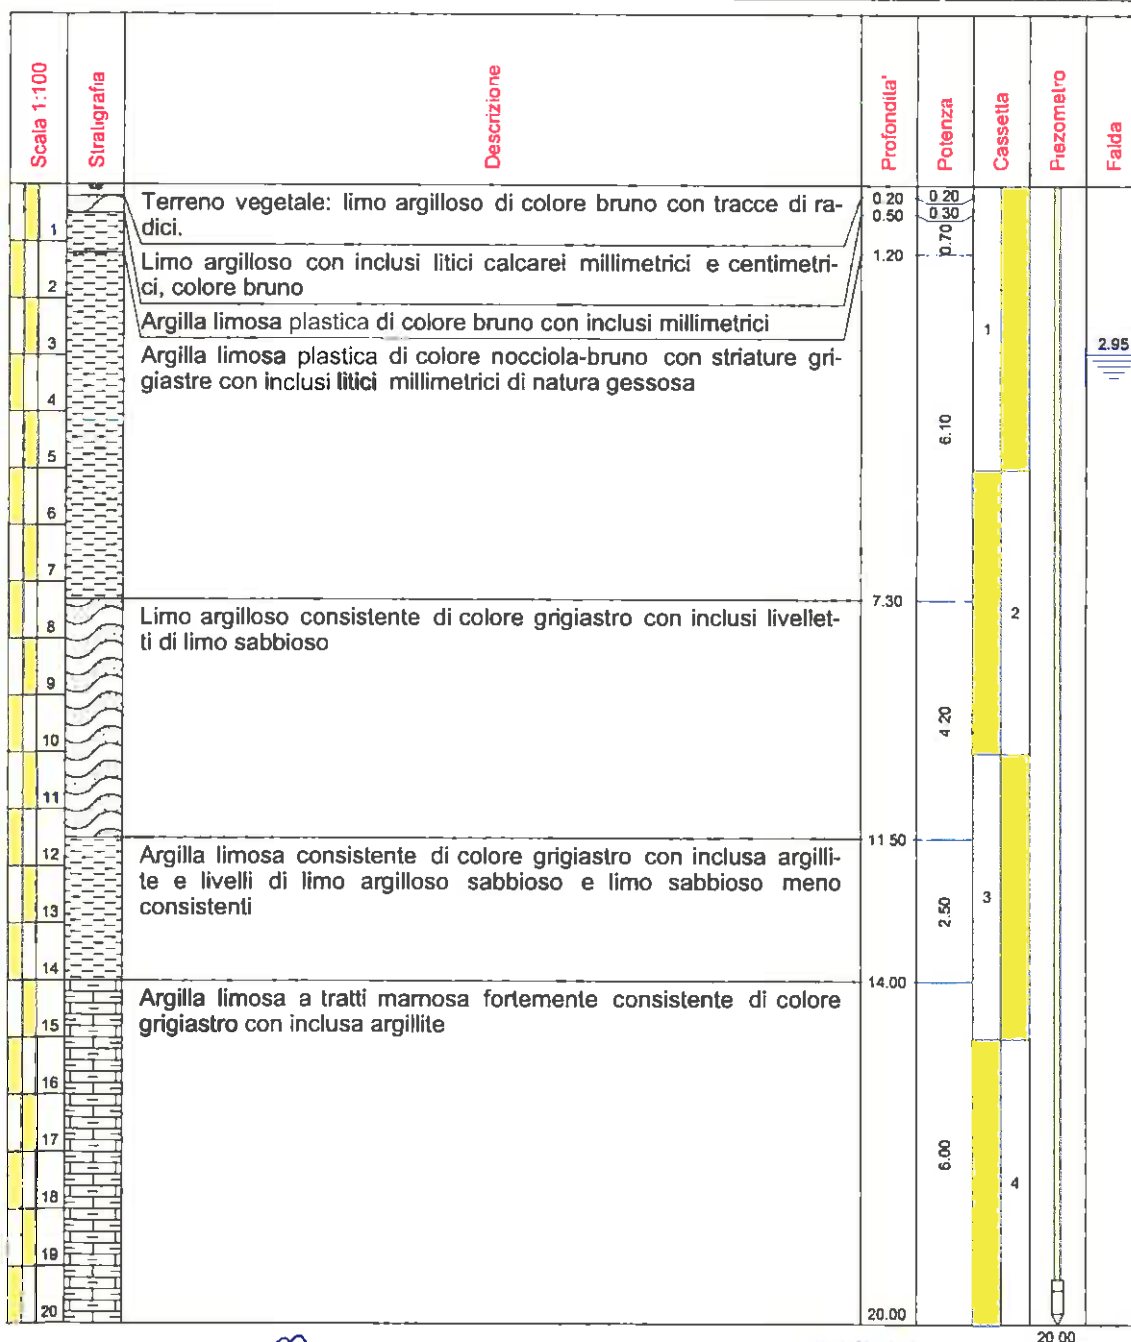 Scala 1:100
Stratigrafia
Descrizione
Profondita'
Potenza
Cassetta
Piezometro
Falda
Terreno vegetale: limo argilloso di colore bruno con tracce di ra-
dici.
Limo argilloso con inclusi litici calcarei millimetrici e centimetri-
ci, colore bruno
Argilla limosa plastica di colore bruno con inclusi millimetrici
Argilla limosa plastica di colore nocciola-bruno con striature gri-
giastre con inclusi litici millimetrici di natura gessosa
Limo argilloso consistente di colore grigiastro con inclusi livellet-
ti di limo sabbioso
Argilla limosa consistente di colore grigiastro con inclusa argilli-
te e livelli di limo argilloso sabbioso e limo sabbioso meno
consistenti
Argilla limosa a tratti marnosa fortemente consistente di colore
grigiastro con inclusa argillite
1
2
3
4
5
6
7
8
9
10
11
12
13
14
15
16
17
18
19
20
0.20
0.50
1.20
7.30
11 50
14.00
20.00
0 20
0.30
0.70
6.10
4 20
2.50
6.00
1
2
3
4
2.95
20 00